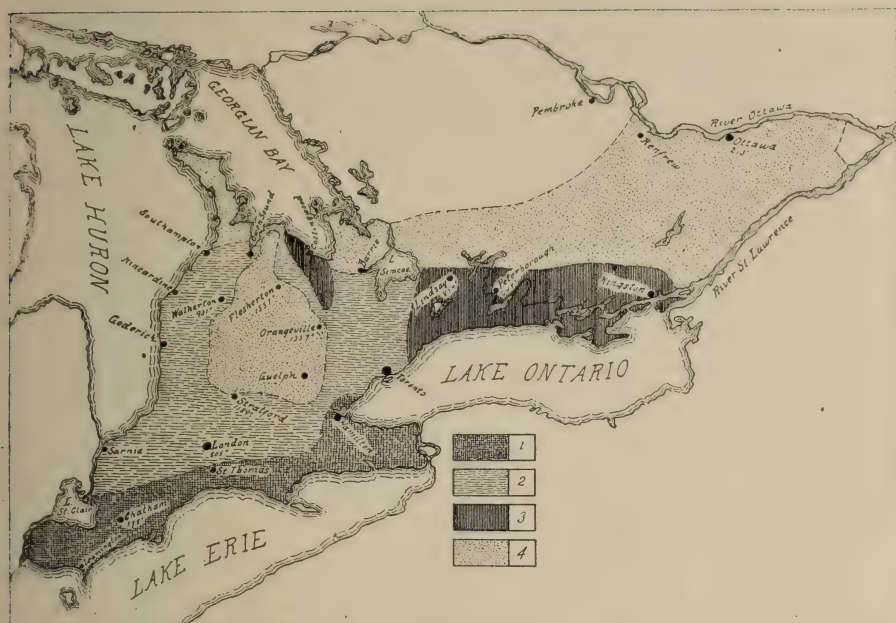 LAKE HURON
GEORGIAN BAY
Pembroke
River Ottawa
Renfrew
Ottawa
213'
Southampton
Kincardine
Goderich
Walkerton
Flesherton
Orangeville
Guelph
Stratford
Barrie
Simcoe
Lindsay
Peterborough
Kingston
River St. Lawrence
Toronto
LAKE ONTARIO
Hamilton
Sarnia
London
St Thomas
L.
St. Clair
Chatham
LAKE ERIE
1
2
3
4